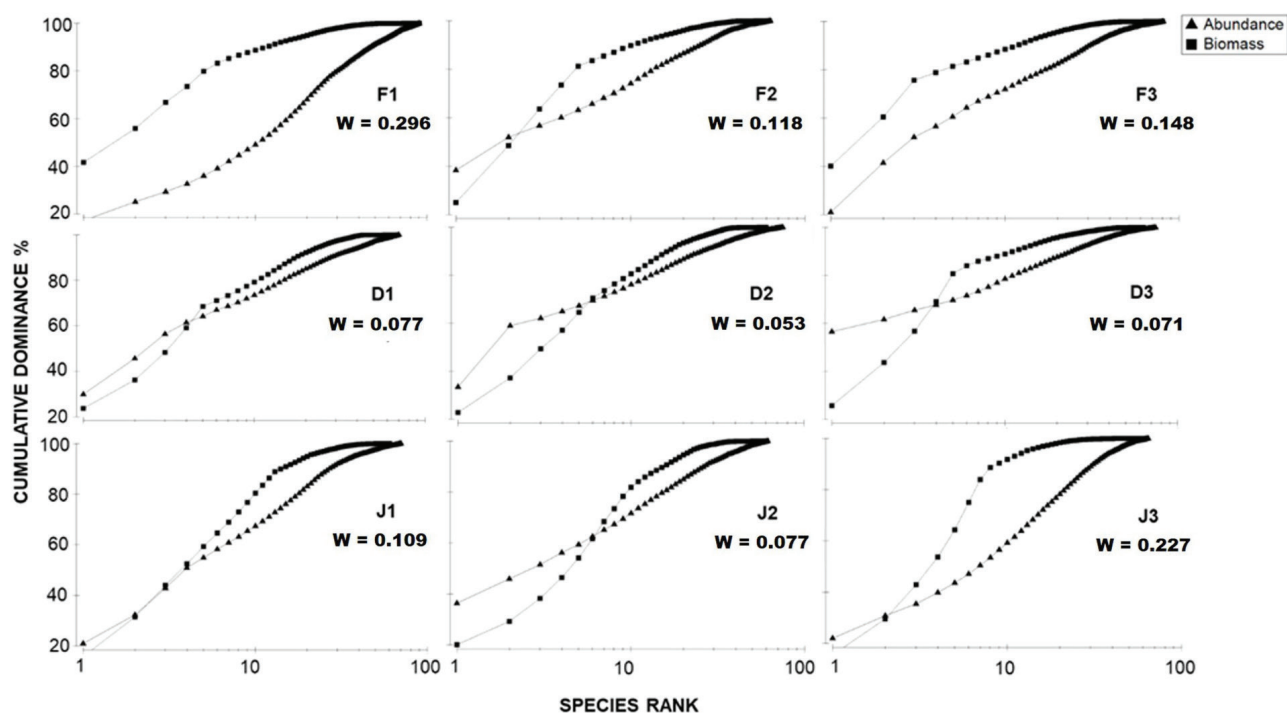 Abundance
Biomass
CUMULATIVE DOMINANCE %
100
80
60
40
20
F1
W = 0.296
F2
W = 0.118
F3
W = 0.148
100
80
60
40
20
D1
W = 0.077
D2
W = 0.053
D3
W = 0.071
100
80
60
40
20
J1
W = 0.109
J2
W = 0.077
J3
W = 0.227
1 10 100
1 10 100
1 10 100
SPECIES RANK